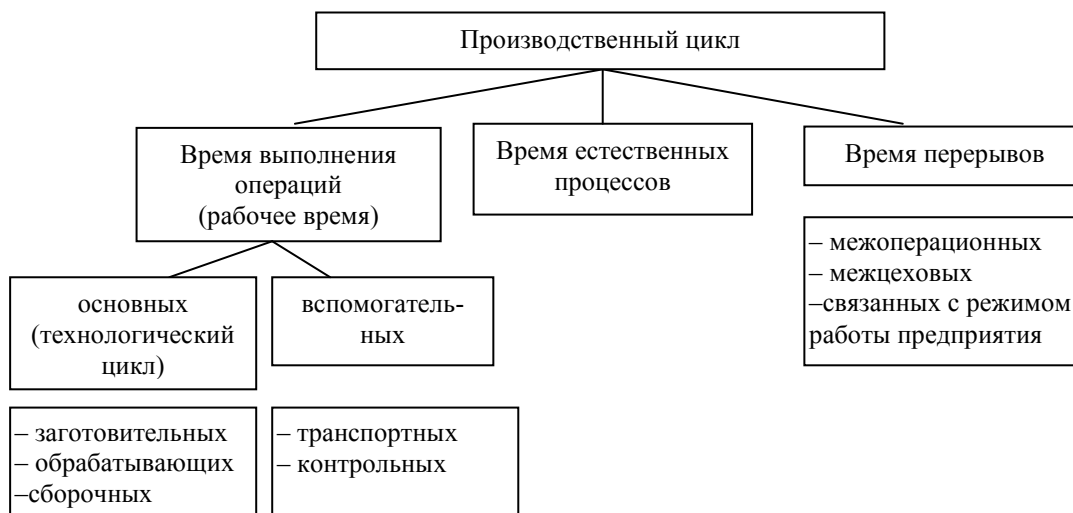 Производственный цикл
Время выполнения
операций
(рабочее время)
Время естественных
процессов
Время перерывов
– межоперационных
– межцеховых
–связанных с режимом
работы предприятия
основных
(технологический
цикл)
вспомогатель-
ных
– заготовительных
– обрабатывающих
–сборочных
– транспортных
– контрольных